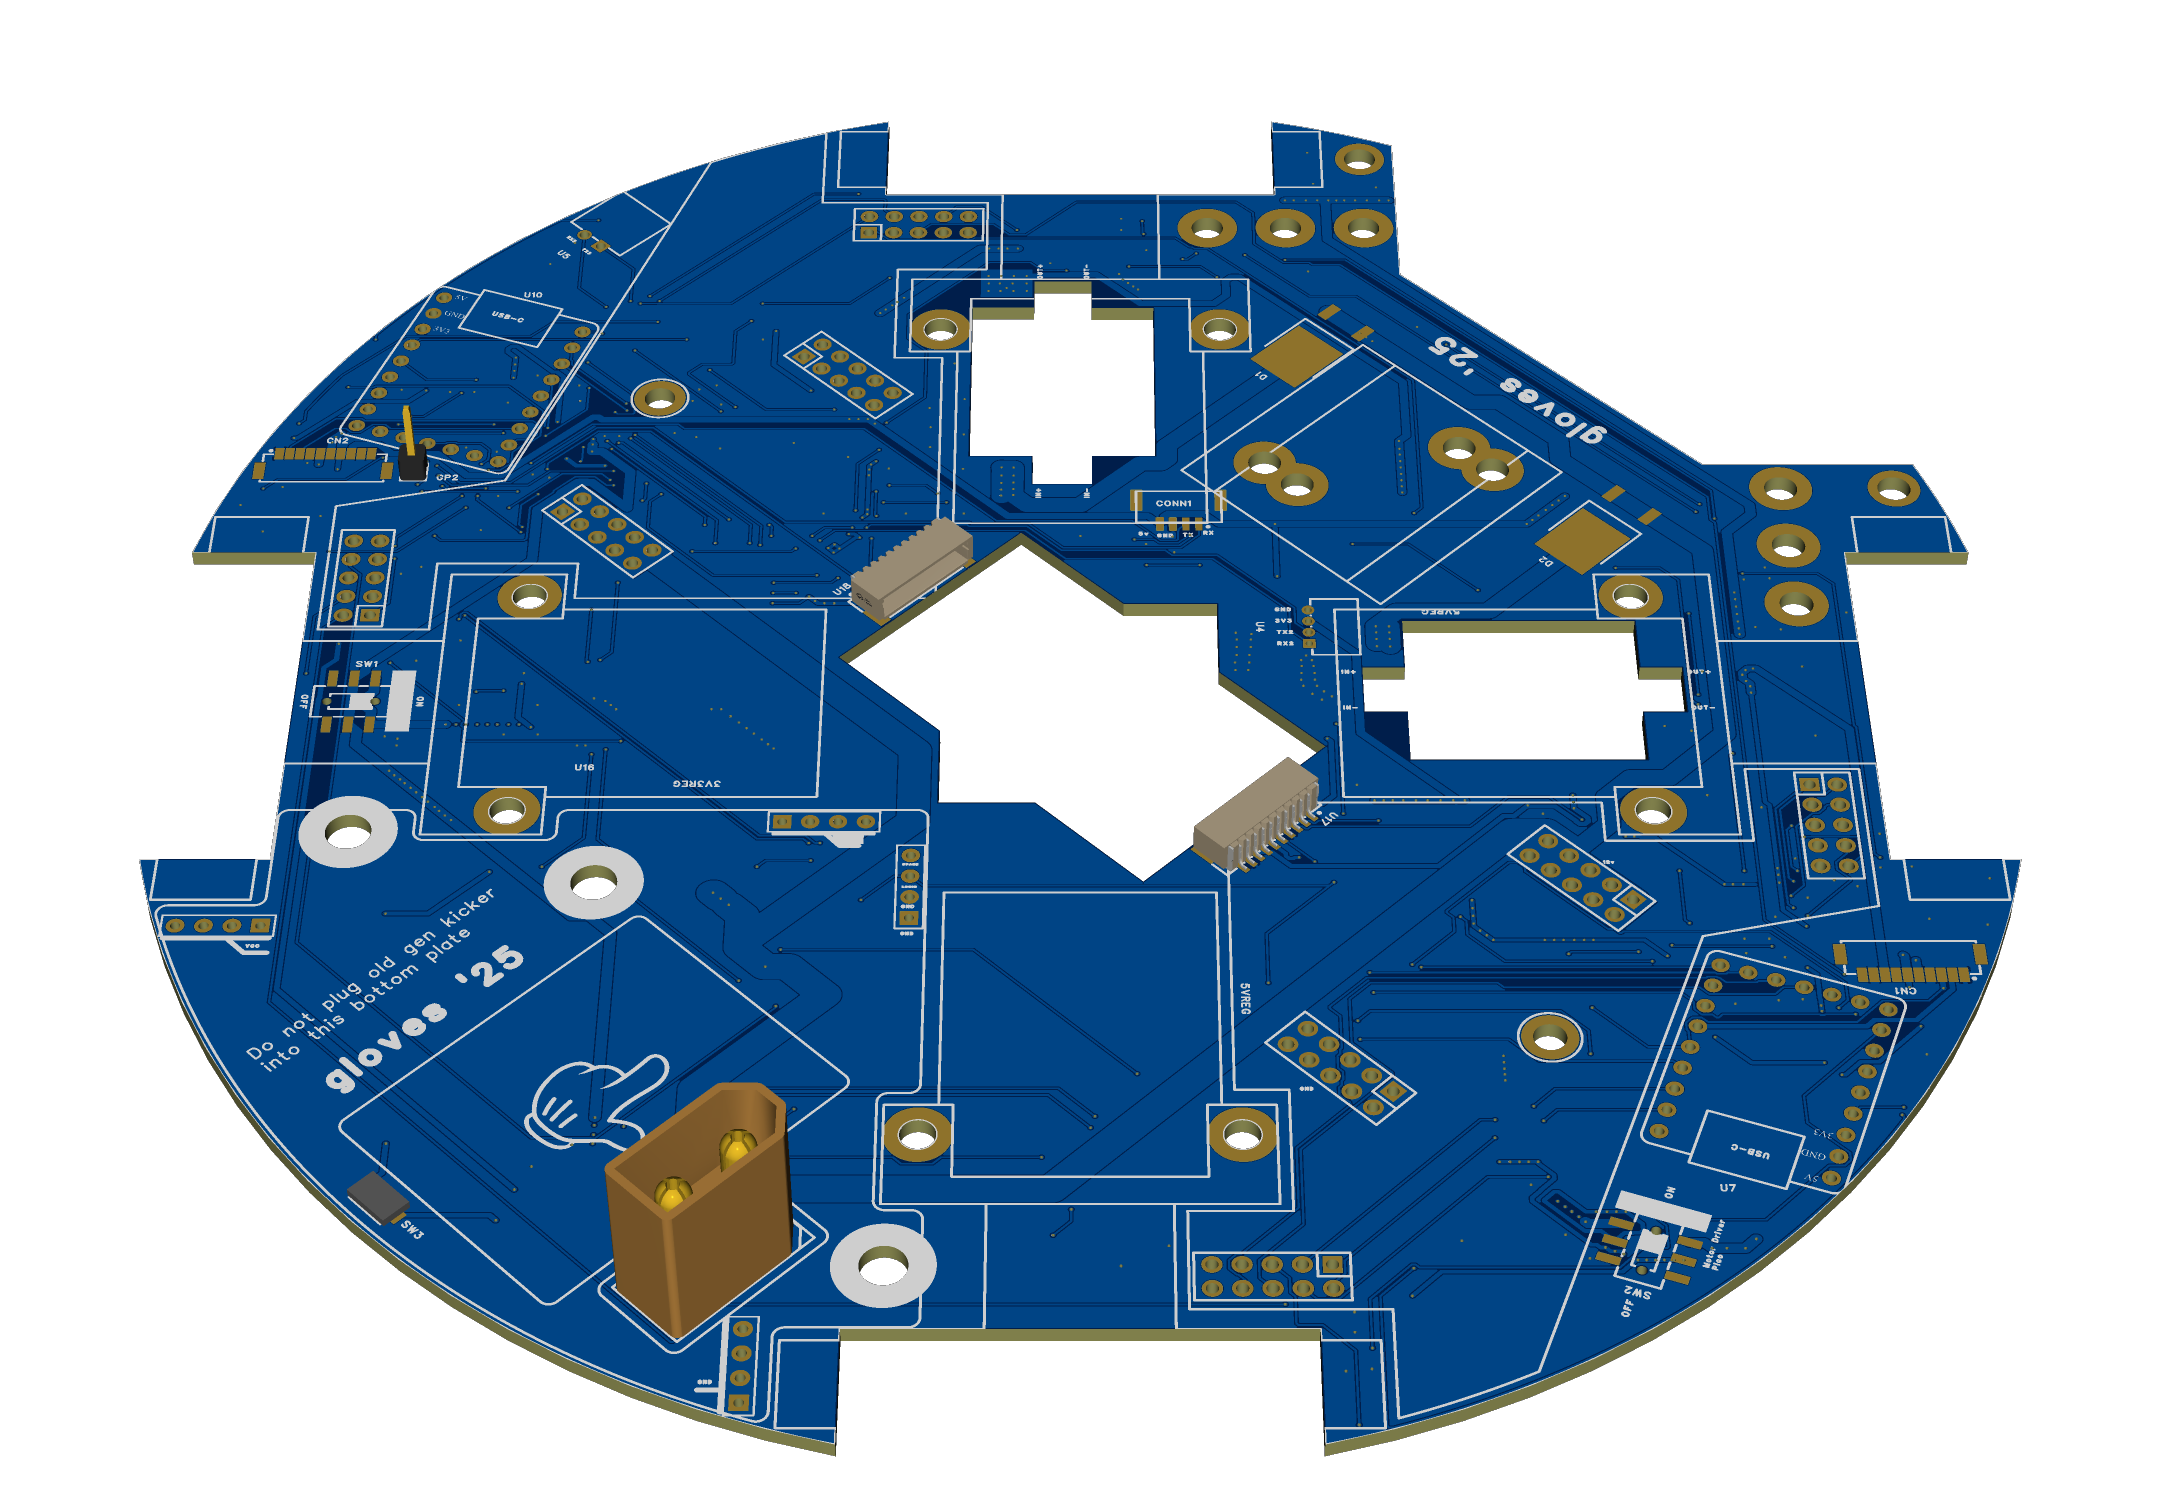 U5
U10
5V
USB-C
GND
3V3
OUT+
OUT-
gloves '25
D1
CN2
GP2
IN+
IN-
CONN1
5v
GND
TX
RX
D2
U18
GND
3V3
TX2
RX2
U4
5VREG
IN+
OUT+
IN-
OUT-
SW1
OFF
ON
U16
3V3REG
U17
Do not plug old gen kicker
into this bottom plate
gloves '25
VCC
GND
GND
5VREG
CN1
GND
3V3
GND
5V
USB-C
U7
ON
Motor Driver
Pico
SW2
OFF
SW3
GND